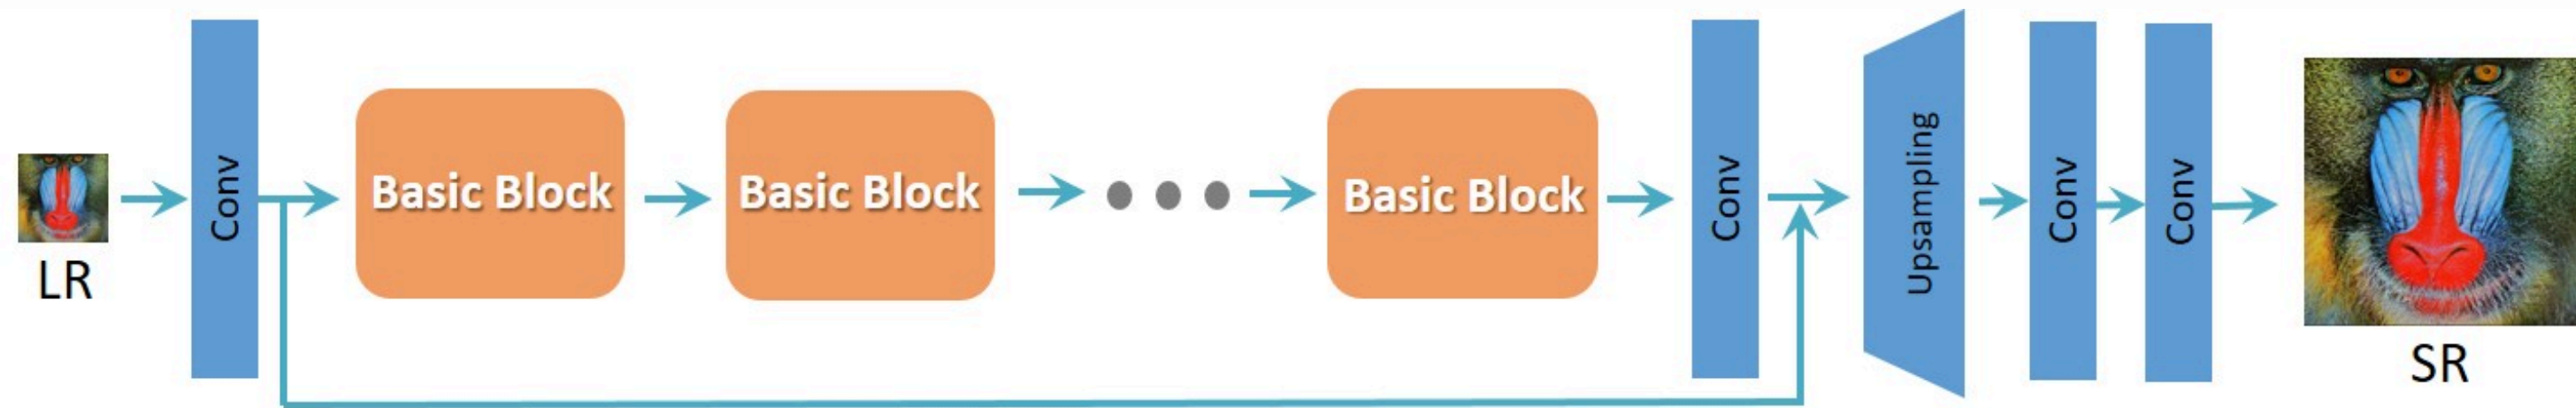 LR
Conv
Basic Block
Basic Block
Basic Block
Conv
Upsampling
Conv
Conv
SR